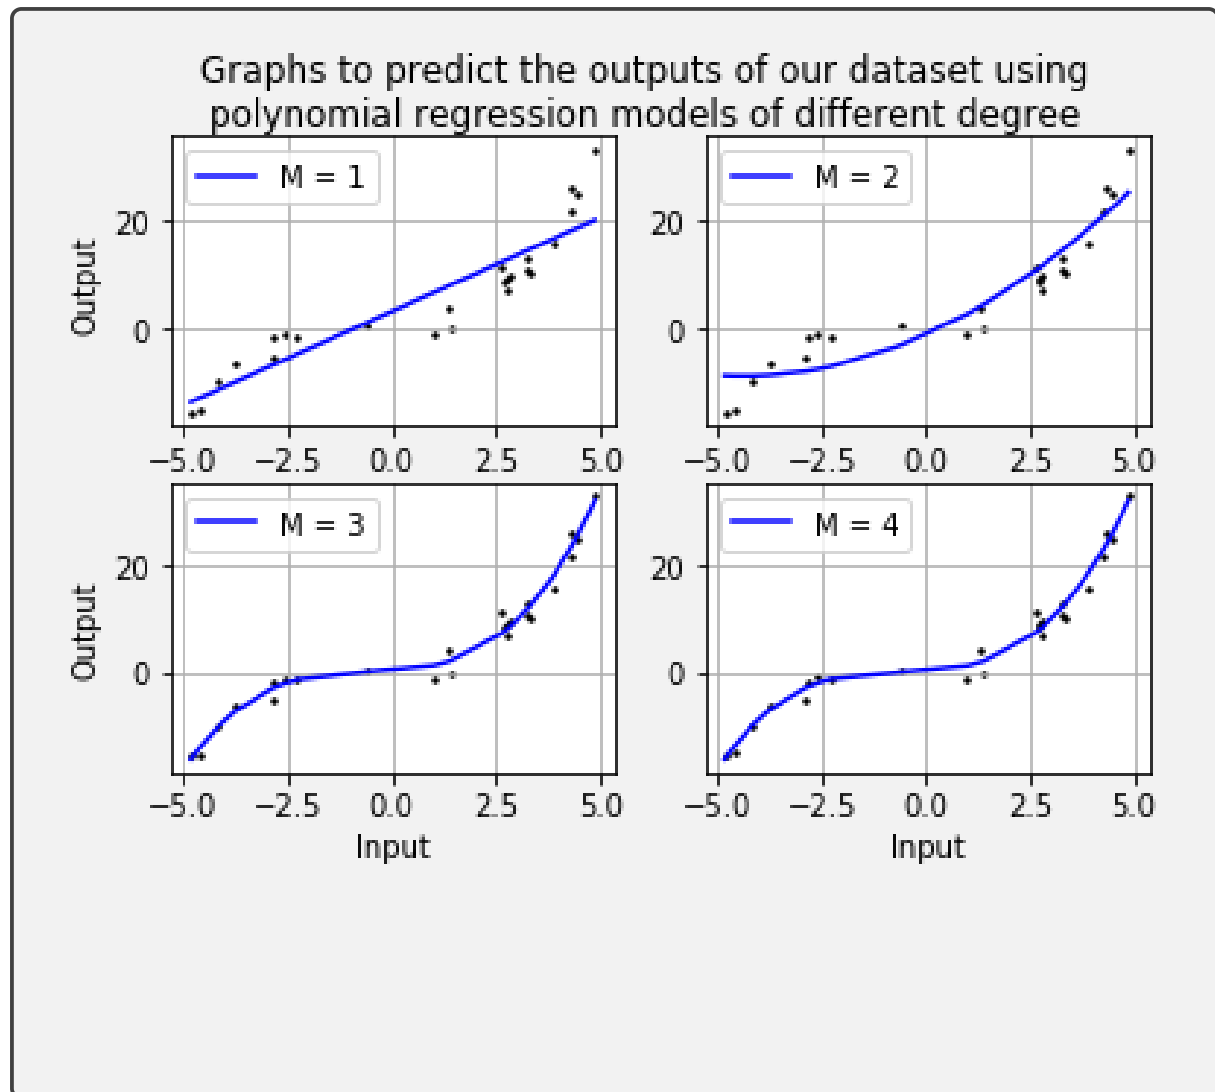 Graphs to predict the outputs of our dataset using
polynomial regression models of different degree
M = 1
20
0
Output
−5.0 −2.5 0.0 2.5 5.0
M = 2
20
0
−5.0 −2.5 0.0 2.5 5.0
M = 3
20
0
Output
−5.0 −2.5 0.0 2.5 5.0
Input
M = 4
20
0
−5.0 −2.5 0.0 2.5 5.0
Input